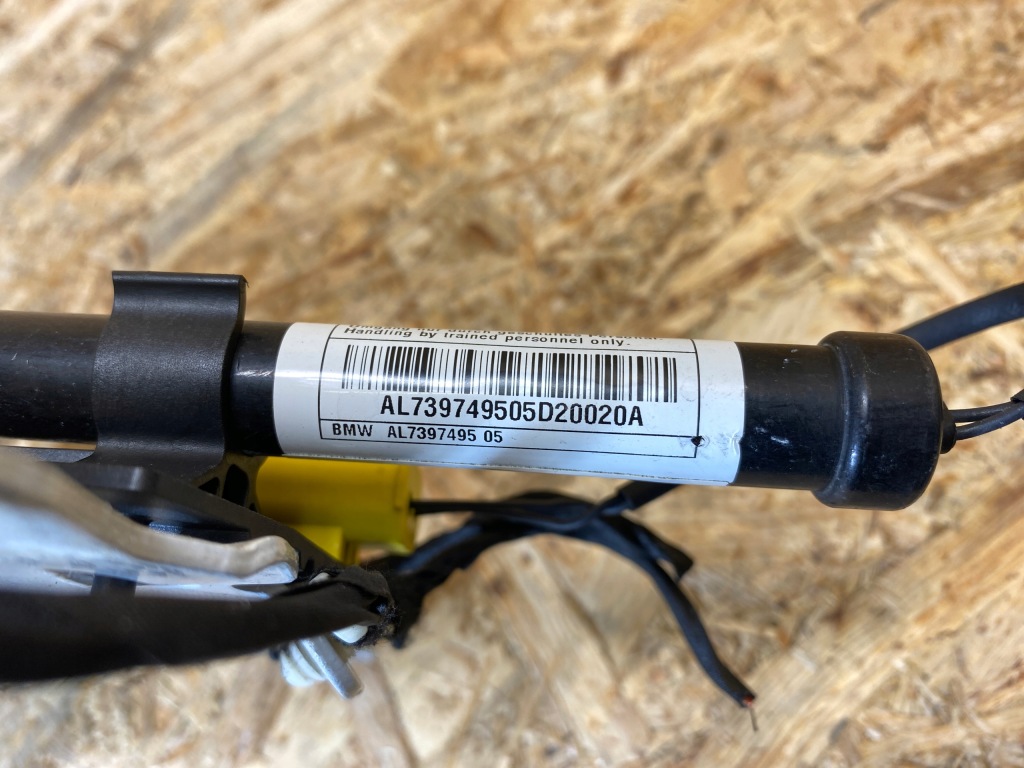 Handling by trained personnel only.
AL739749505D20020A
BMW AL7397495 05